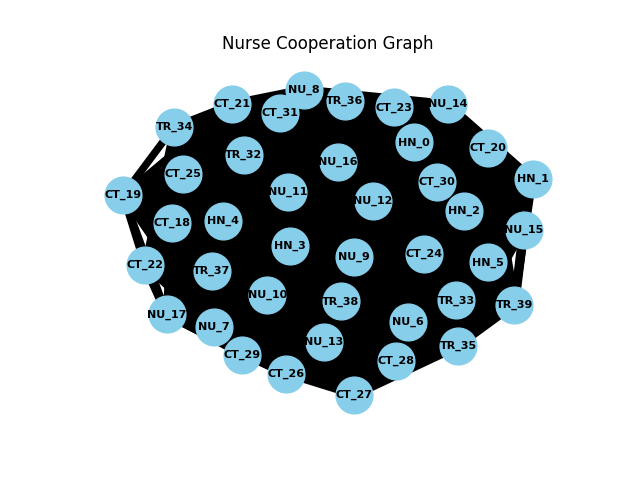 Nurse Cooperation Graph
NU_8
CT_21
TR_36
CT_23
NU_14
CT_31
TR_34
HN_0
CT_20
TR_32
NU_16
CT_25
HN_1
CT_30
CT_19
NU_11
NU_12
HN_2
CT_18
HN_4
NU_15
HN_3
CT_24
NU_9
HN_5
CT_22
TR_37
NU_10
TR_38
TR_33
TR_39
NU_17
NU_7
NU_6
NU_13
TR_35
CT_29
CT_28
CT_26
CT_27